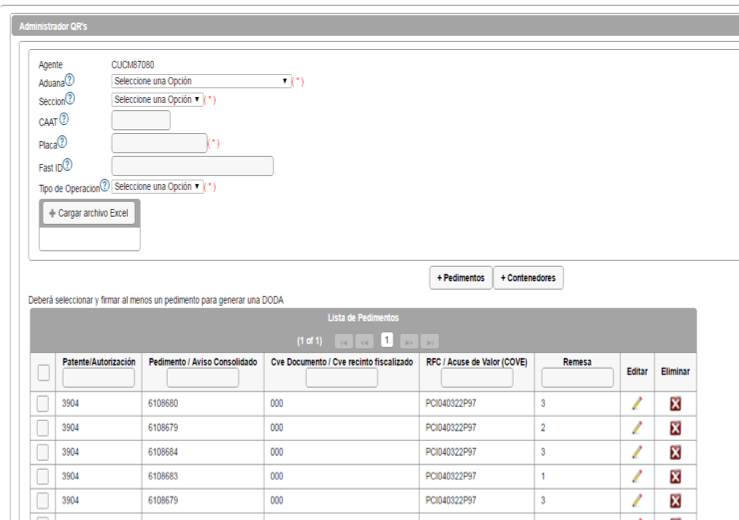 Administrador QR's
Agente CUCM87080
Aduana? Seleccione una Opción ▼ ( * )
Seccion? Seleccione una Opción ▼ ( * )
CAAT ?
Placa? ( * )
Fast ID?
Tipo de Operacion? Seleccione una Opción ▼ ( * )
+ Cargar archivo Excel
+ Pedimentos + Contenedores
Deberá seleccionar y firmar al menos un pedimento para generar una DODA
Lista de Pedimentos
(1 of 1) 1
Patente/Autorización Pedimento / Aviso Consolidado Cve Documento / Cve recinto fiscalizado RFC / Acuse de Valor (COVE) Remesa Editar Eliminar
3904 6108680 000 PCI040322P97 3
3904 6108679 000 PCI040322P97 2
3904 6108684 000 PCI040322P97 3
3904 6108683 000 PCI040322P97 1
3904 6108679 000 PCI040322P97 3